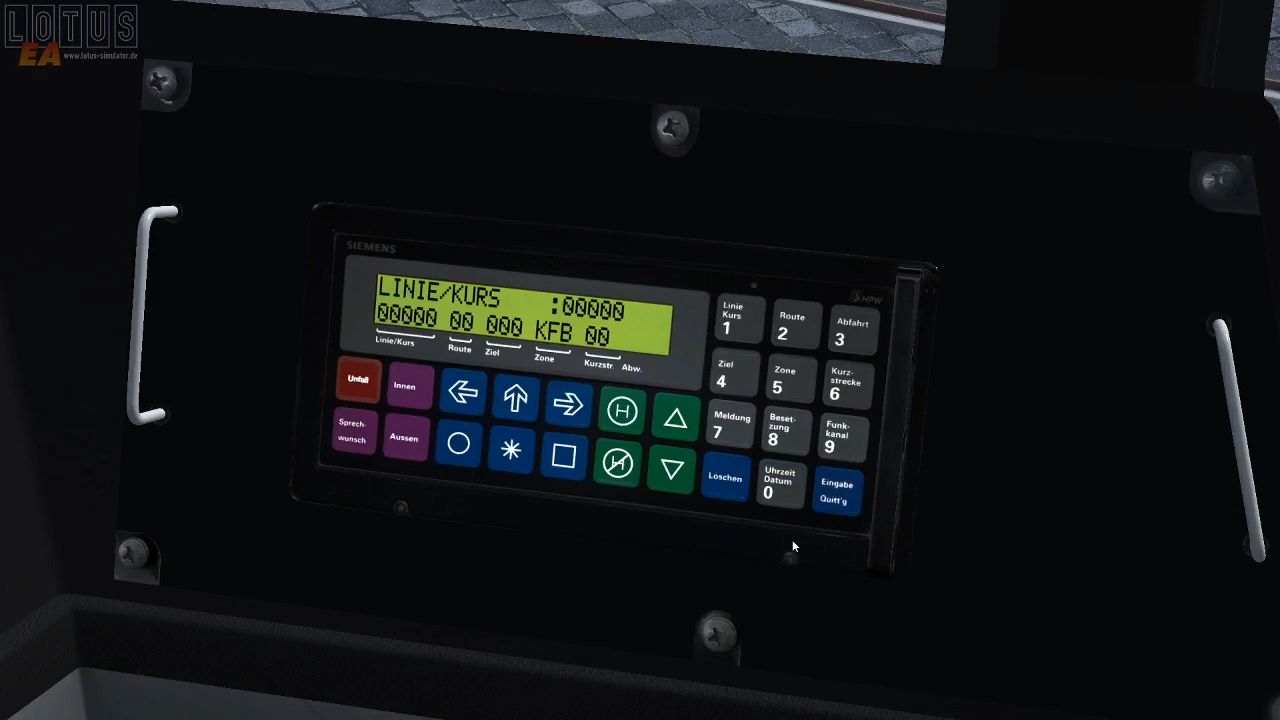 LOTUS
EA www.lotus-simulator.de
SIEMENS
HPW
LINIE/KURS :00000
00000 00 000 KFB 00
Linie/Kurs Route Ziel Zone Kurzstr. Abw.
Linie Kurs 1
Route 2
Abfahrt 3
Ziel 4
Zone 5
Kurz-
strecke 6
Unfall
Innen
H
Meldung 7
Beset-
zung 8
Funk-
kanal 9
Sprech-
wunsch
Aussen
H
Löschen
Uhrzeit
Datum
0
Eingabe
Quitt'g